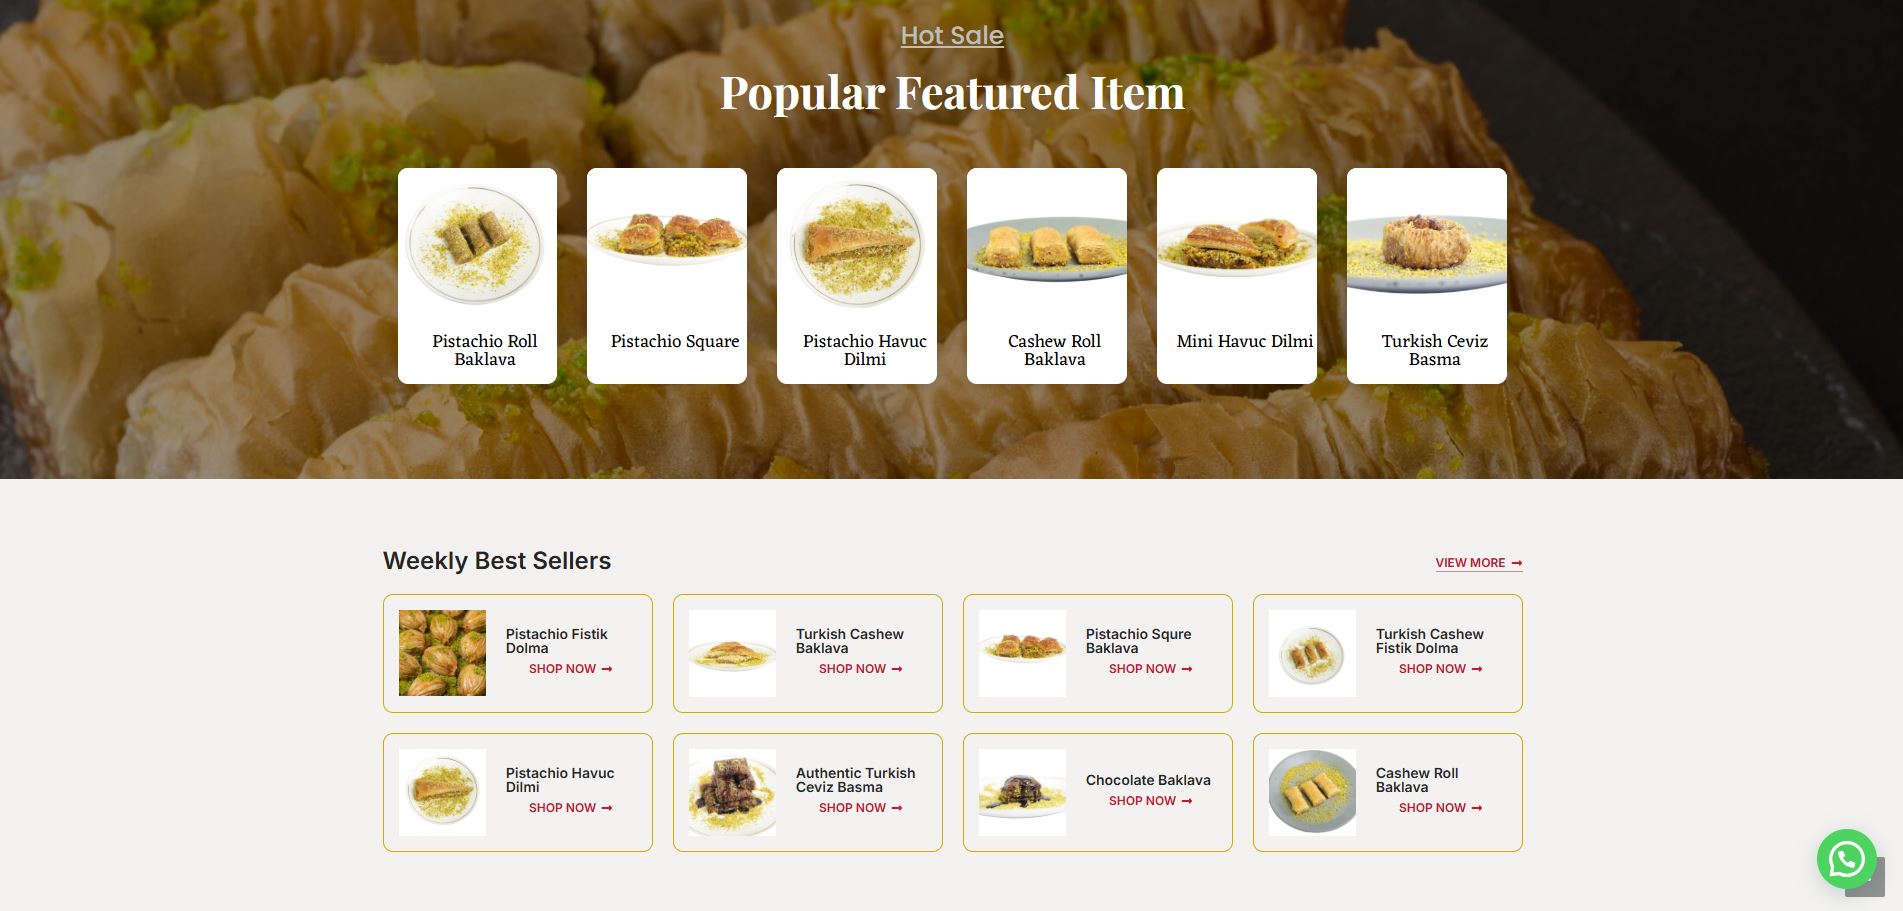 Hot Sale
Popular Featured Item
Pistachio Roll
Baklava
Pistachio Square
Pistachio Havuc
Dilmi
Cashew Roll
Baklava
Mini Havuc Dilmi
Turkish Ceviz
Basma
Weekly Best Sellers
VIEW MORE
Pistachio Fistik
Dolma
SHOP NOW
Turkish Cashew
Baklava
SHOP NOW
Pistachio Squre
Baklava
SHOP NOW
Turkish Cashew
Fistik Dolma
SHOP NOW
Pistachio Havuc
Dilmi
SHOP NOW
Authentic Turkish
Ceviz Basma
SHOP NOW
Chocolate Baklava
SHOP NOW
Cashew Roll
Baklava
SHOP NOW